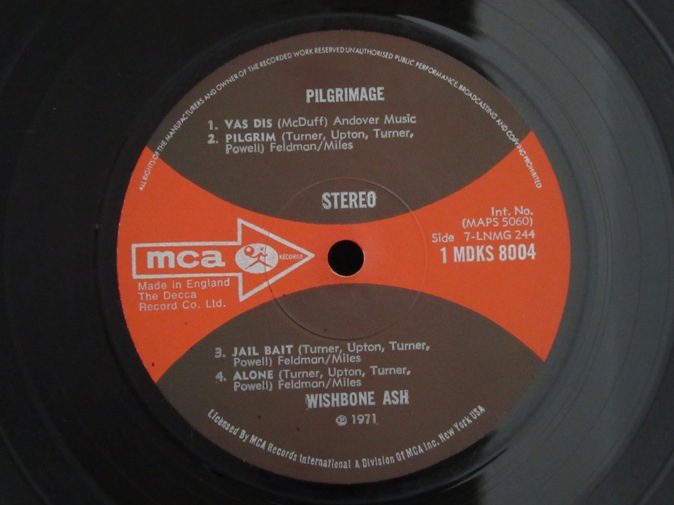 ALL RIGHTS OF THE MANUFACTURERS AND OWNER OF THE RECORDED WORK RESERVED UNAUTHORISED PUBLIC PERFORMANCE, BROADCASTING AND COPYING PROHIBITED
PILGRIMAGE
1. VAS DIS (McDuff) Andover Music
2. PILGRIM (Turner, Upton, Turner,
Powell) Feldman/Miles
STEREO
Int. No.
(MAPS 5060)
Side 7-LNMG 244
1 MDKS 8004
mca RECORDS
Made in England
The Decca
Record Co. Ltd.
3. JAIL BAIT (Turner, Upton, Turner,
Powell) Feldman/Miles
4. ALONE (Turner, Upton, Turner,
Powell) Feldman/Miles
WISHBONE ASH
℗ 1971
Licensed By MCA Records International A Division Of MCA Inc. New York USA